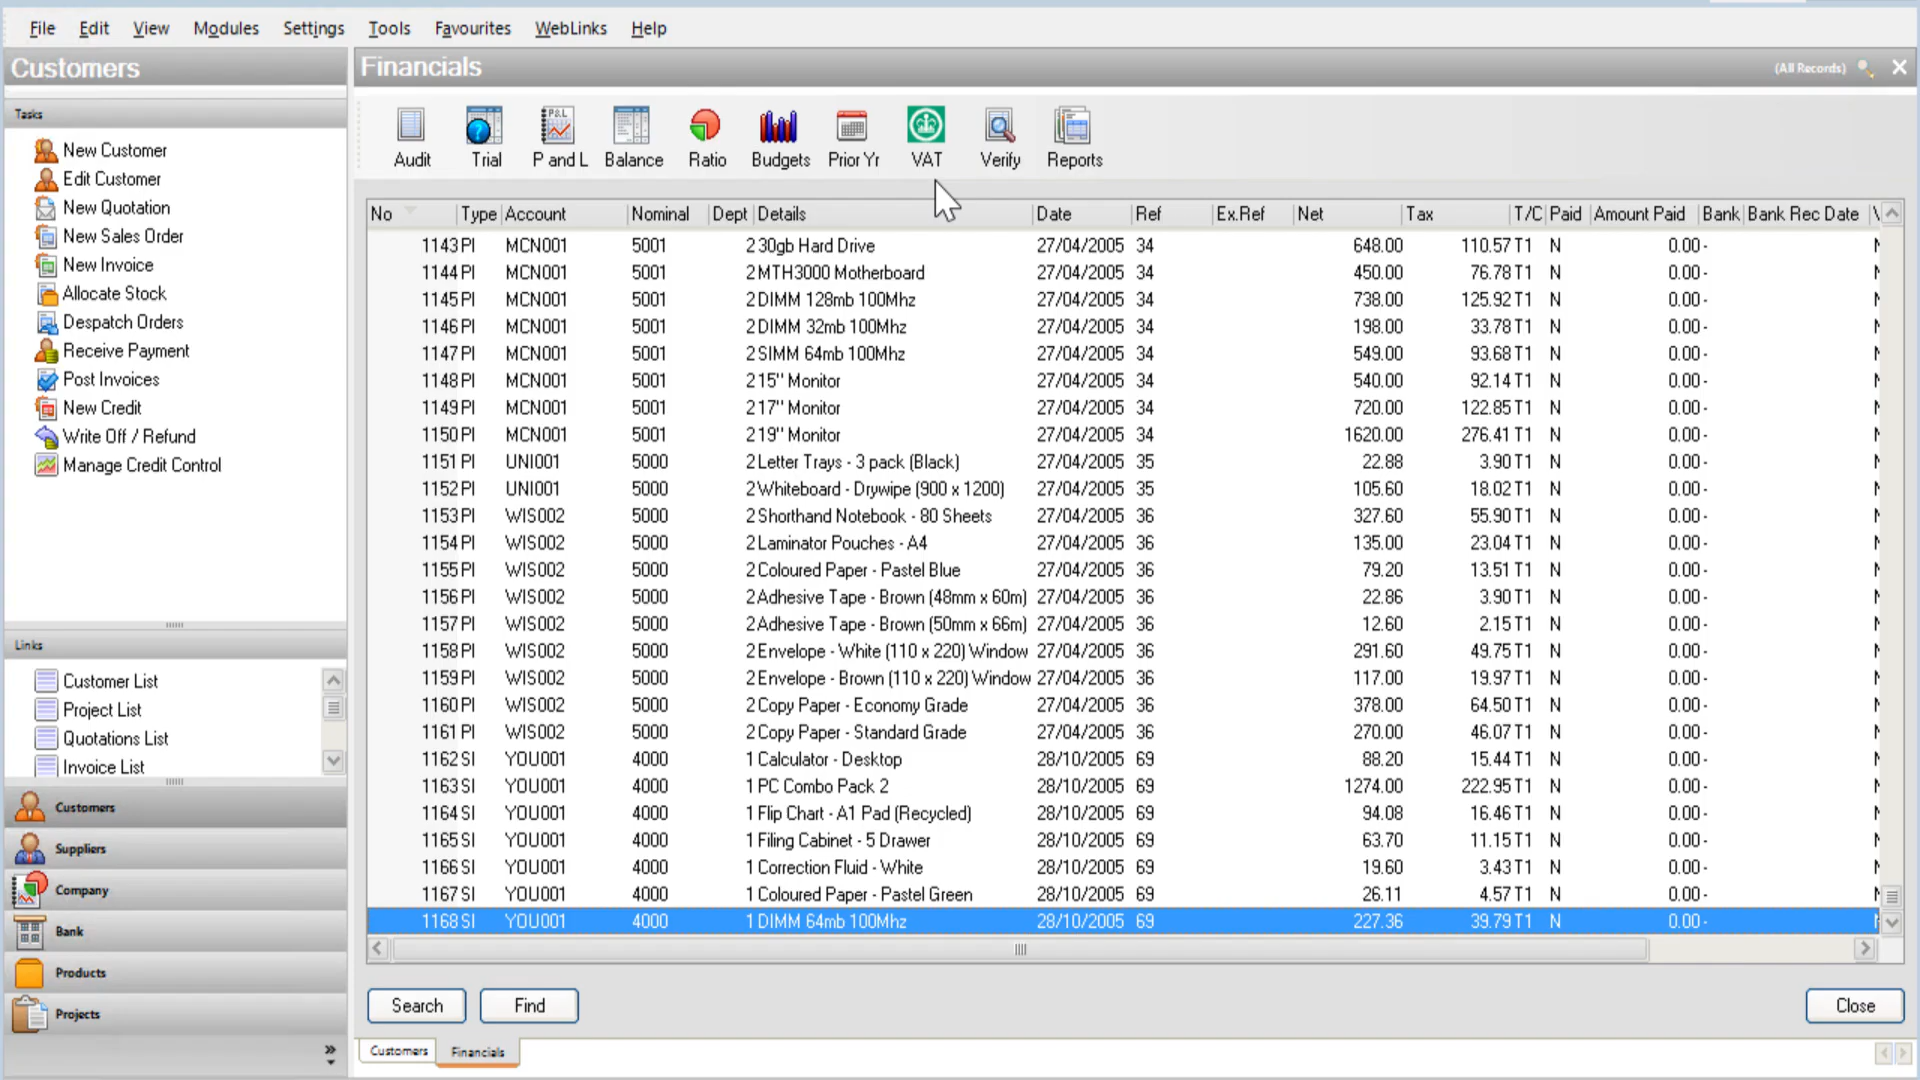 File Edit View Modules Settings Tools Favourites WebLinks Help
Customers
Financials
(All Records)
Tasks
New Customer
Edit Customer
New Quotation
New Sales Order
New Invoice
Allocate Stock
Despatch Orders
Receive Payment
Post Invoices
New Credit
Write Off / Refund
Manage Credit Control
Links
Customer List
Project List
Quotations List
Invoice List
Customers
Suppliers
Company
Bank
Products
Projects
Audit Trial P and L Balance Ratio Budgets Prior Yr VAT Verify Reports
No Type Account Nominal Dept Details Date Ref Ex.Ref Net Tax T/C Paid Amount Paid Bank Bank Rec Date
1143 PI MCN001 5001 2 30gb Hard Drive 27/04/2005 34 648.00 110.57 T1 N 0.00 -
1144 PI MCN001 5001 2 MTH3000 Motherboard 27/04/2005 34 450.00 76.78 T1 N 0.00 -
1145 PI MCN001 5001 2 DIMM 128mb 100Mhz 27/04/2005 34 738.00 125.92 T1 N 0.00 -
1146 PI MCN001 5001 2 DIMM 32mb 100Mhz 27/04/2005 34 198.00 33.78 T1 N 0.00 -
1147 PI MCN001 5001 2 SIMM 64mb 100Mhz 27/04/2005 34 549.00 93.68 T1 N 0.00 -
1148 PI MCN001 5001 2 15'' Monitor 27/04/2005 34 540.00 92.14 T1 N 0.00 -
1149 PI MCN001 5001 2 17'' Monitor 27/04/2005 34 720.00 122.85 T1 N 0.00 -
1150 PI MCN001 5001 2 19'' Monitor 27/04/2005 34 1620.00 276.41 T1 N 0.00 -
1151 PI UNI001 5000 2 Letter Trays - 3 pack (Black) 27/04/2005 35 22.88 3.90 T1 N 0.00 -
1152 PI UNI001 5000 2 Whiteboard - Drywipe (900 x 1200) 27/04/2005 35 105.60 18.02 T1 N 0.00 -
1153 PI WIS002 5000 2 Shorthand Notebook - 80 Sheets 27/04/2005 36 327.60 55.90 T1 N 0.00 -
1154 PI WIS002 5000 2 Laminator Pouches - A4 27/04/2005 36 135.00 23.04 T1 N 0.00 -
1155 PI WIS002 5000 2 Coloured Paper - Pastel Blue 27/04/2005 36 79.20 13.51 T1 N 0.00 -
1156 PI WIS002 5000 2 Adhesive Tape - Brown (48mm x 60m) 27/04/2005 36 22.86 3.90 T1 N 0.00 -
1157 PI WIS002 5000 2 Adhesive Tape - Brown (50mm x 66m) 27/04/2005 36 12.60 2.15 T1 N 0.00 -
1158 PI WIS002 5000 2 Envelope - White (110 x 220) Window 27/04/2005 36 291.60 49.75 T1 N 0.00 -
1159 PI WIS002 5000 2 Envelope - Brown (110 x 220) Window 27/04/2005 36 117.00 19.97 T1 N 0.00 -
1160 PI WIS002 5000 2 Copy Paper - Economy Grade 27/04/2005 36 378.00 64.50 T1 N 0.00 -
1161 PI WIS002 5000 2 Copy Paper - Standard Grade 27/04/2005 36 270.00 46.07 T1 N 0.00 -
1162 SI YOU001 4000 1 Calculator - Desktop 28/10/2005 69 88.20 15.44 T1 N 0.00 -
1163 SI YOU001 4000 1 PC Combo Pack 2 28/10/2005 69 1274.00 222.95 T1 N 0.00 -
1164 SI YOU001 4000 1 Flip Chart - A1 Pad (Recycled) 28/10/2005 69 94.08 16.46 T1 N 0.00 -
1165 SI YOU001 4000 1 Filing Cabinet - 5 Drawer 28/10/2005 69 63.70 11.15 T1 N 0.00 -
1166 SI YOU001 4000 1 Correction Fluid - White 28/10/2005 69 19.60 3.43 T1 N 0.00 -
1167 SI YOU001 4000 1 Coloured Paper - Pastel Green 28/10/2005 69 26.11 4.57 T1 N 0.00 -
1168 SI YOU001 4000 1 DIMM 64mb 100Mhz 28/10/2005 69 227.36 39.79 T1 N 0.00 -
Search Find Close
Customers Financials